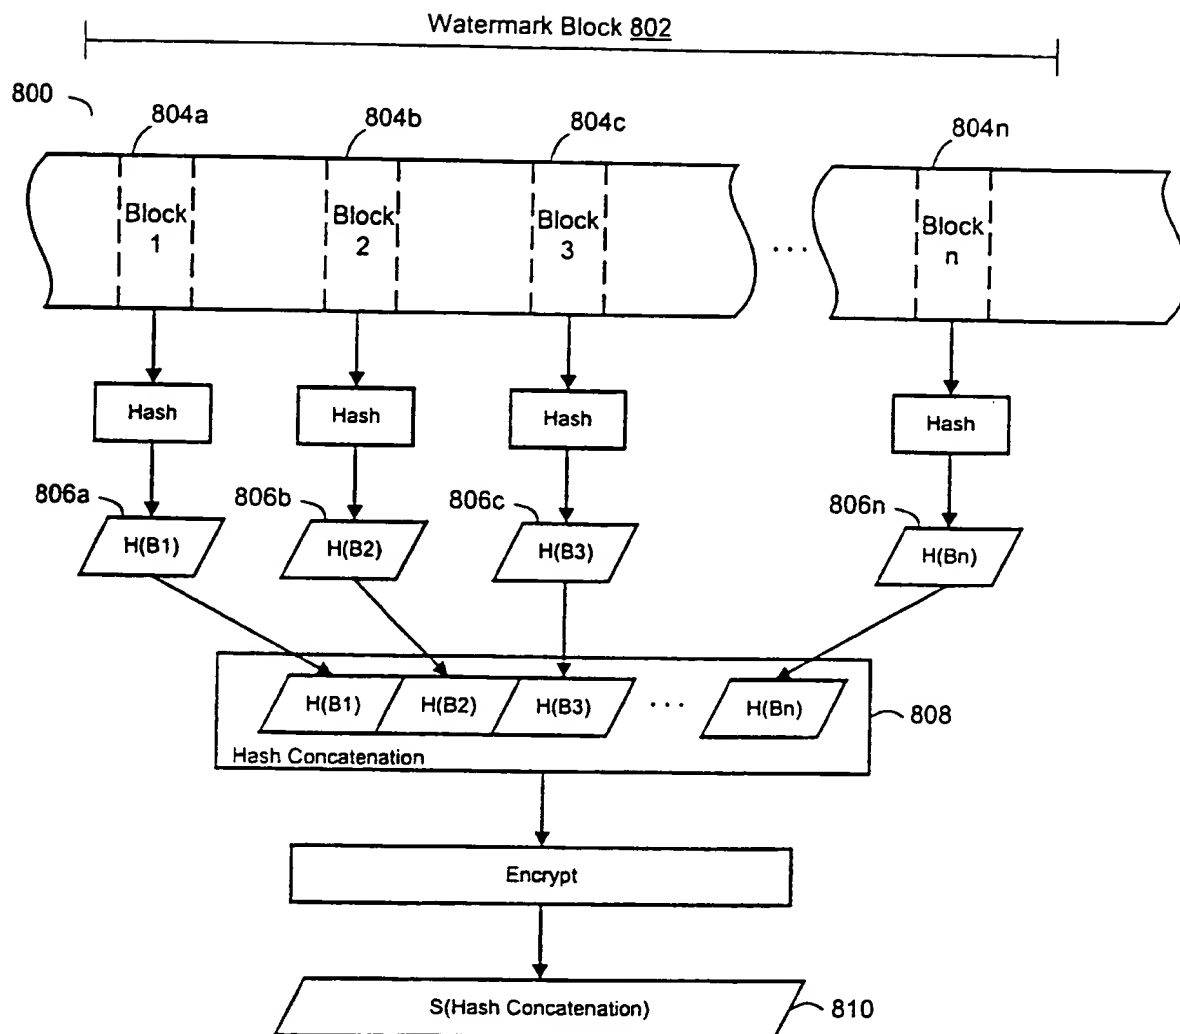 Watermark Block 802
800
804a 804b 804c 804n
Block 1 Block 2 Block 3 ... Block n
Hash Hash Hash Hash
806a 806b 806c 806n
H(B1) H(B2) H(B3) H(Bn)
H(B1) H(B2) H(B3) ... H(Bn)
808
Hash Concatenation
Encrypt
S(Hash Concatenation) 810